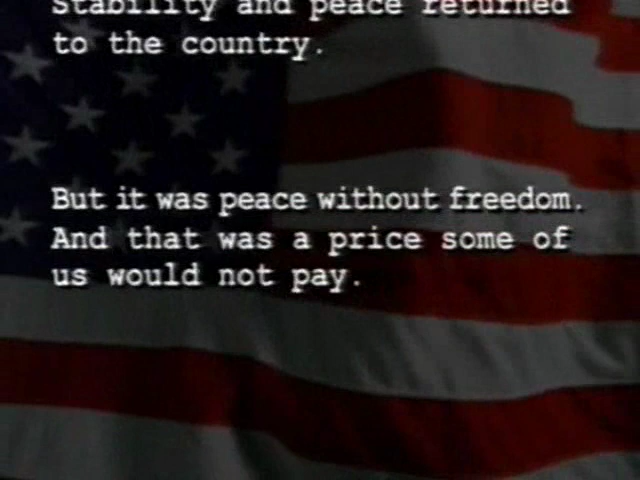 Stability and peace returned
to the country.
But it was peace without freedom.
And that was a price some of
us would not pay.